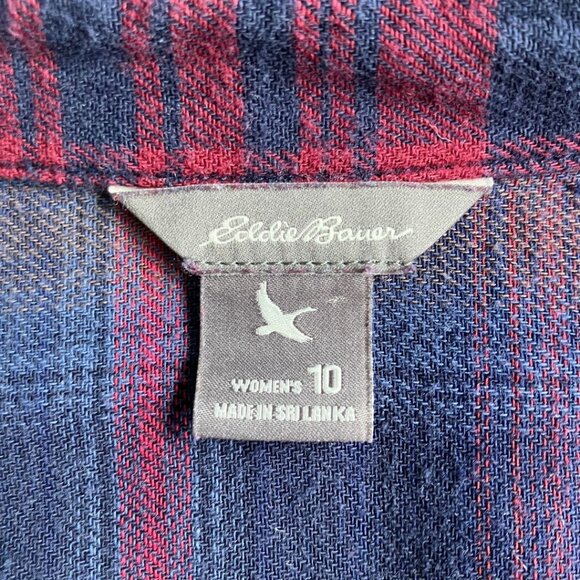 Eddie Bauer
WOMEN'S 10
MADE IN SRI LANKA